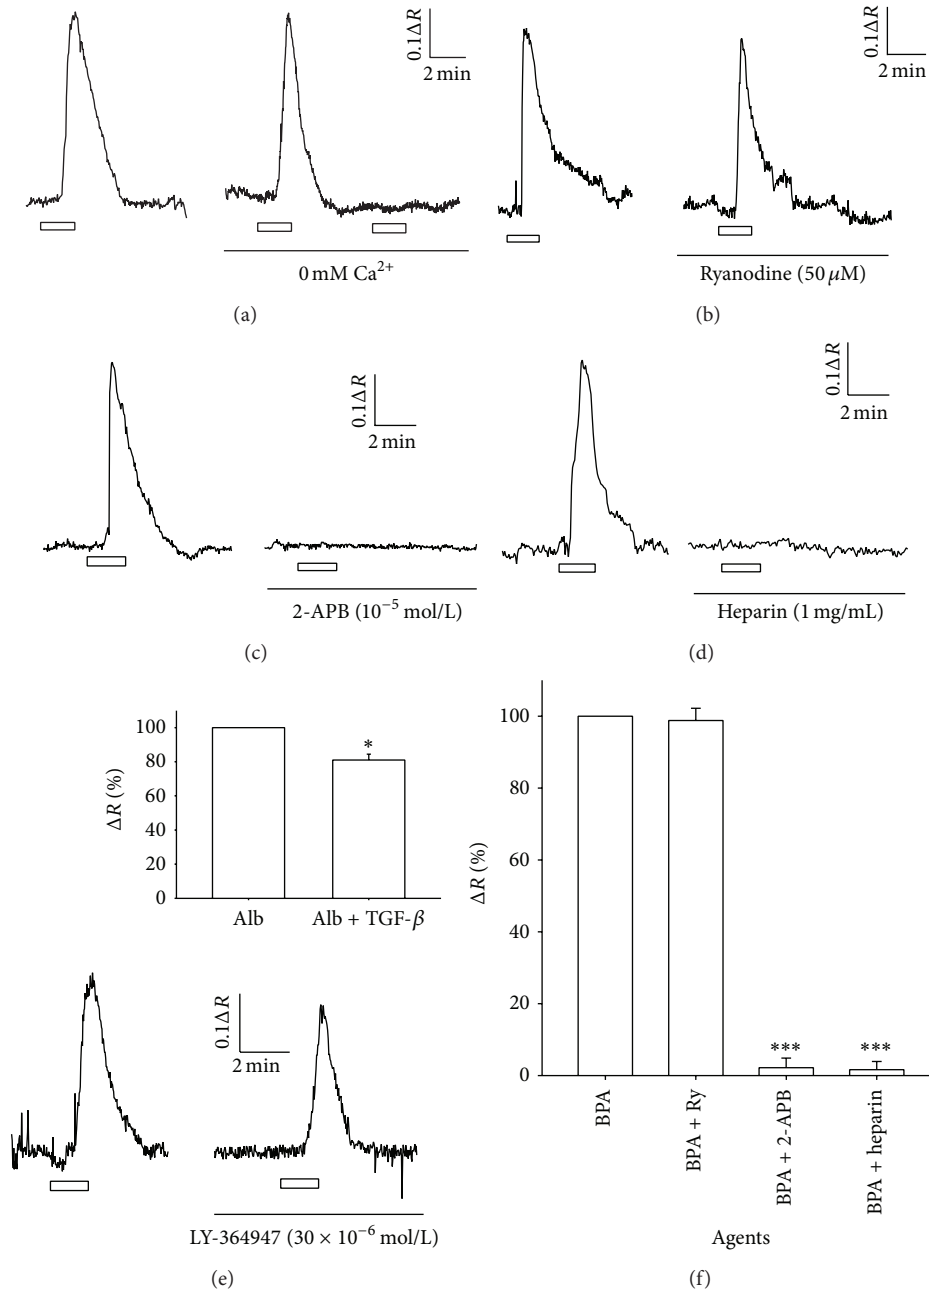 0.1ΔR
2 min
0 mM Ca²⁺
(a)
0.1ΔR
2 min
Ryanodine (50 μM)
(b)
0.1ΔR
2 min
2-APB (10⁻⁵ mol/L)
(c)
0.1ΔR
2 min
Heparin (1 mg/mL)
(d)
ΔR (%)
100
80
60
40
20
0
*
Alb
Alb + TGF-β
0.1ΔR
2 min
LY-364947 (30 × 10⁻⁶ mol/L)
(e)
ΔR (%)
100
80
60
40
20
0
***
***
BPA
BPA + Ry
BPA + 2-APB
BPA + heparin
Agents
(f)